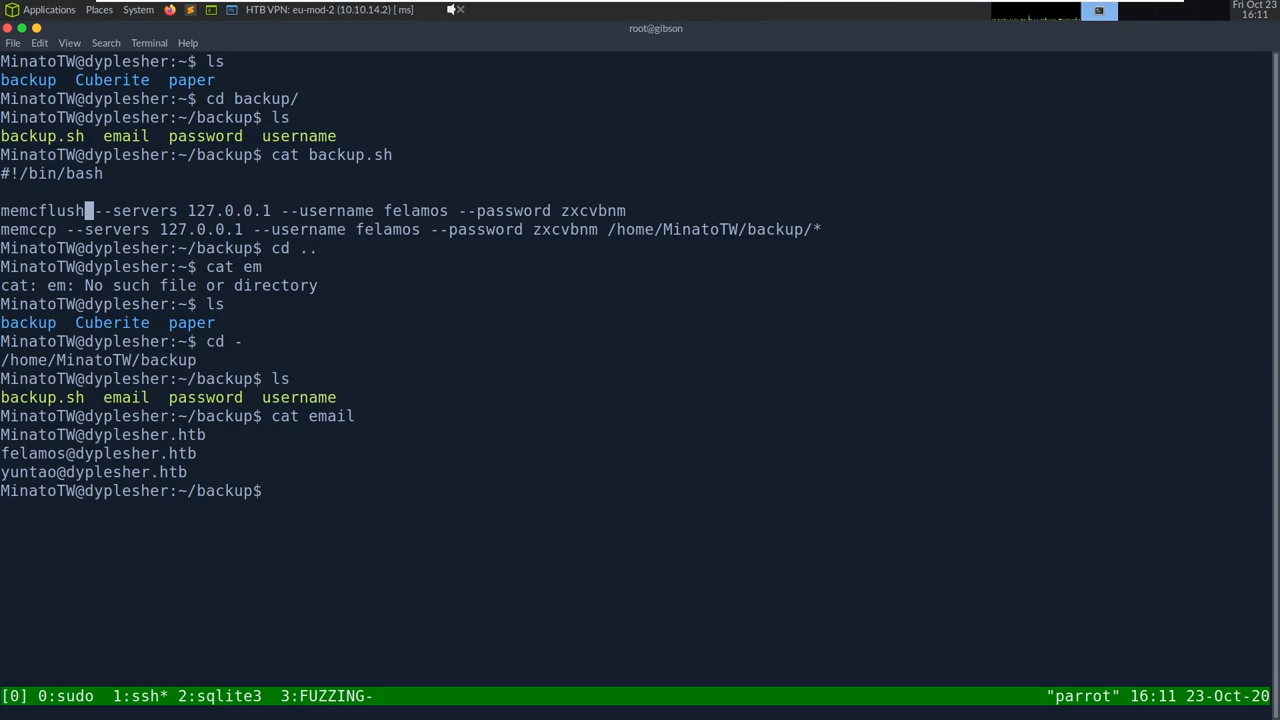 Applications Places System HTB VPN: eu-mod-2 (10.10.14.2) [ ms] Fri Oct 23
16:11
root@gibson
File Edit View Search Terminal Help
MinatoTW@dyplesher:~$ ls
backup Cuberite paper
MinatoTW@dyplesher:~$ cd backup/
MinatoTW@dyplesher:~/backup$ ls
backup.sh email password username
MinatoTW@dyplesher:~/backup$ cat backup.sh
#!/bin/bash
memcflush --servers 127.0.0.1 --username felamos --password zxcvbnm
memccp --servers 127.0.0.1 --username felamos --password zxcvbnm /home/MinatoTW/backup/*
MinatoTW@dyplesher:~/backup$ cd ..
MinatoTW@dyplesher:~$ cat em
cat: em: No such file or directory
MinatoTW@dyplesher:~$ ls
backup Cuberite paper
MinatoTW@dyplesher:~$ cd -
/home/MinatoTW/backup
MinatoTW@dyplesher:~/backup$ ls
backup.sh email password username
MinatoTW@dyplesher:~/backup$ cat email
MinatoTW@dyplesher.htb
felamos@dyplesher.htb
yuntao@dyplesher.htb
MinatoTW@dyplesher:~/backup$
[0] 0:sudo 1:ssh* 2:sqlite3 3:FUZZING- "parrot" 16:11 23-Oct-20